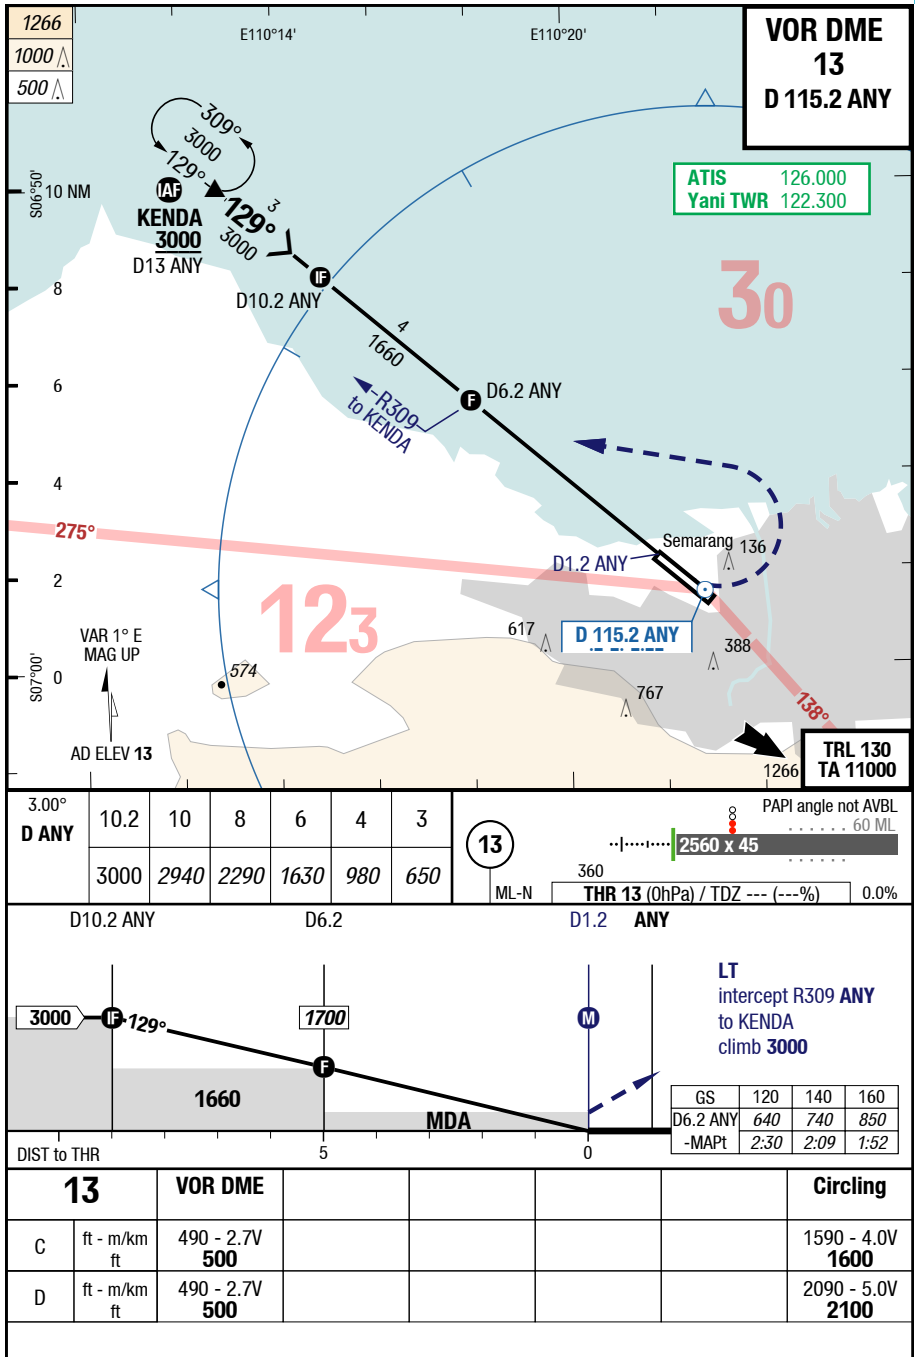 1266
1000
500
E110°14'
E110°20'
VOR DME
13
D 115.2 ANY
ATIS 126.000
Yani TWR 122.300
S06°50'
10 NM
8
6
4
2
0
S07°00'
309°
3000
129°
IAF
KENDA
3000
D13 ANY
129°
3
3000
IF
D10.2 ANY
4
1660
F
D6.2 ANY
R309
to KENDA
30
275°
123
Semarang
136
D1.2 ANY
D 115.2 ANY
617
388
767
574
138°
1266
VAR 1° E
MAG UP
AD ELEV 13
TRL 130
TA 11000
3.00°
D ANY
10.2 10 8 6 4 3
3000 2940 2290 1630 980 650
13
ML-N
PAPI angle not AVBL
60 ML
2560 x 45
360
THR 13 (0hPa) / TDZ --- (---%)
0.0%
D10.2 ANY D6.2 D1.2 ANY
3000
IF
129°
1700
F
M
1660
MDA
LT
intercept R309 ANY
to KENDA
climb 3000
GS 120 140 160
D6.2 ANY 640 740 850
-MAPt 2:30 2:09 1:52
DIST to THR 5 0
13 VOR DME Circling
C ft - m/km 490 - 2.7V 1590 - 4.0V
ft 500 1600
D ft - m/km 490 - 2.7V 2090 - 5.0V
ft 500 2100